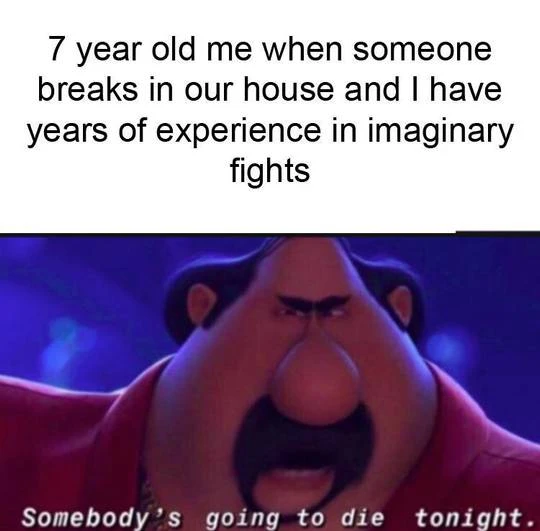 7 year old me when someone
breaks in our house and I have
years of experience in imaginary
fights
Somebody's going to die tonight.